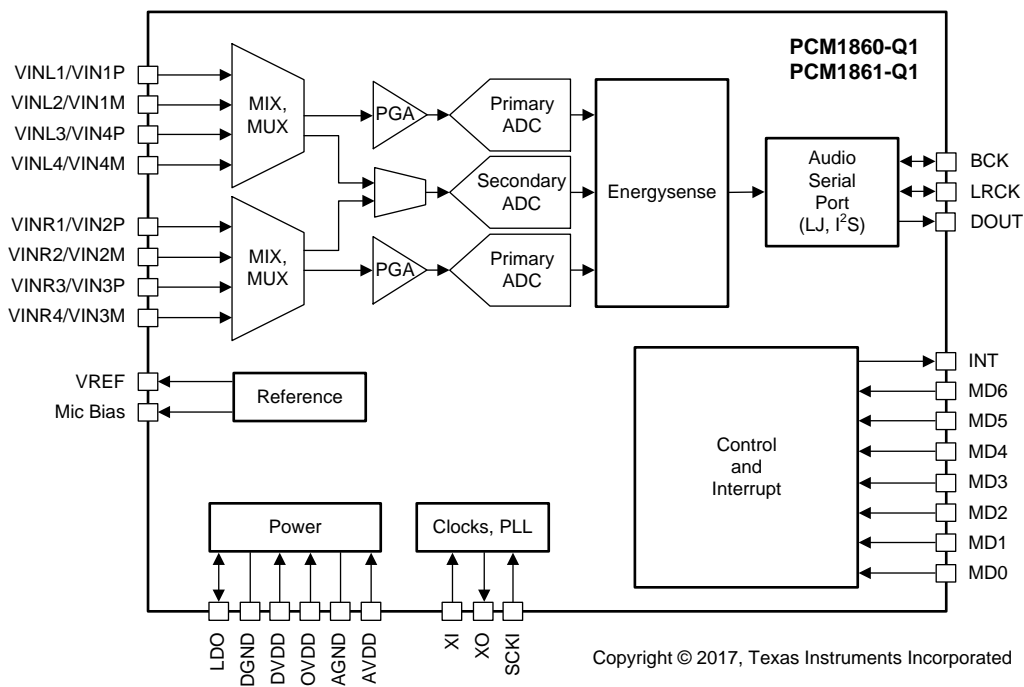 PCM1860-Q1
PCM1861-Q1
VINL1/VIN1P
VINL2/VIN1M
VINL3/VIN4P
VINL4/VIN4M
MIX,
MUX
PGA
Primary
ADC
Secondary
ADC
Energysense
Audio
Serial
Port
(LJ, I²S)
BCK
LRCK
DOUT
VINR1/VIN2P
VINR2/VIN2M
VINR3/VIN3P
VINR4/VIN3M
MIX,
MUX
PGA
Primary
ADC
VREF
Mic Bias
Reference
Control
and
Interrupt
INT
MD6
MD5
MD4
MD3
MD2
MD1
MD0
Power
Clocks, PLL
LDO
DGND
DVDD
OVDD
AGND
AVDD
XI
XO
SCKI
Copyright © 2017, Texas Instruments Incorporated